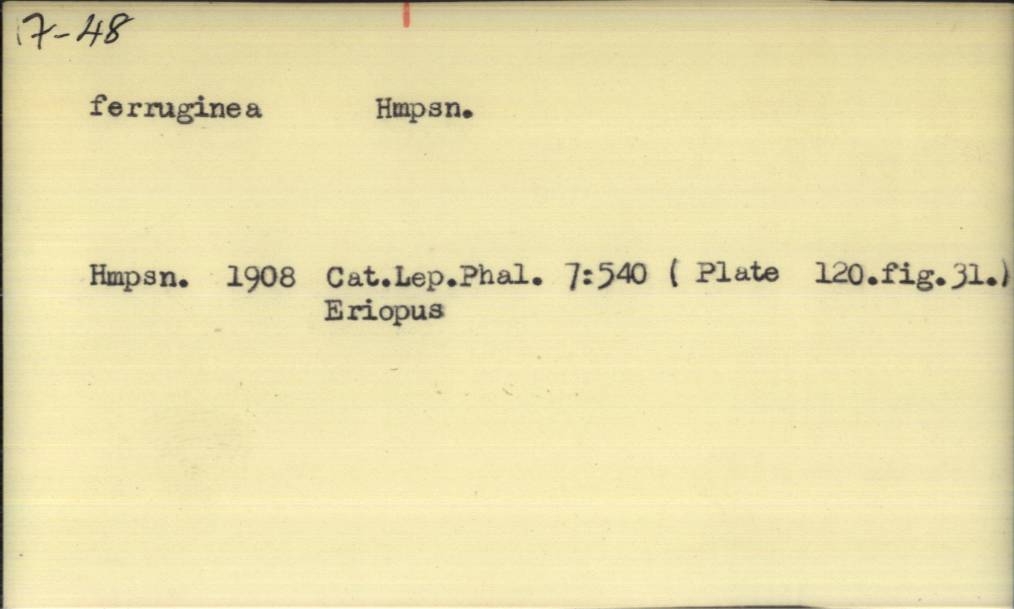 17-48
ferruginea Hmpsn.
Hmpsn. 1908 Cat.Lep.Phal. 7:540 ( Plate 120.fig.31.)
Eriopus